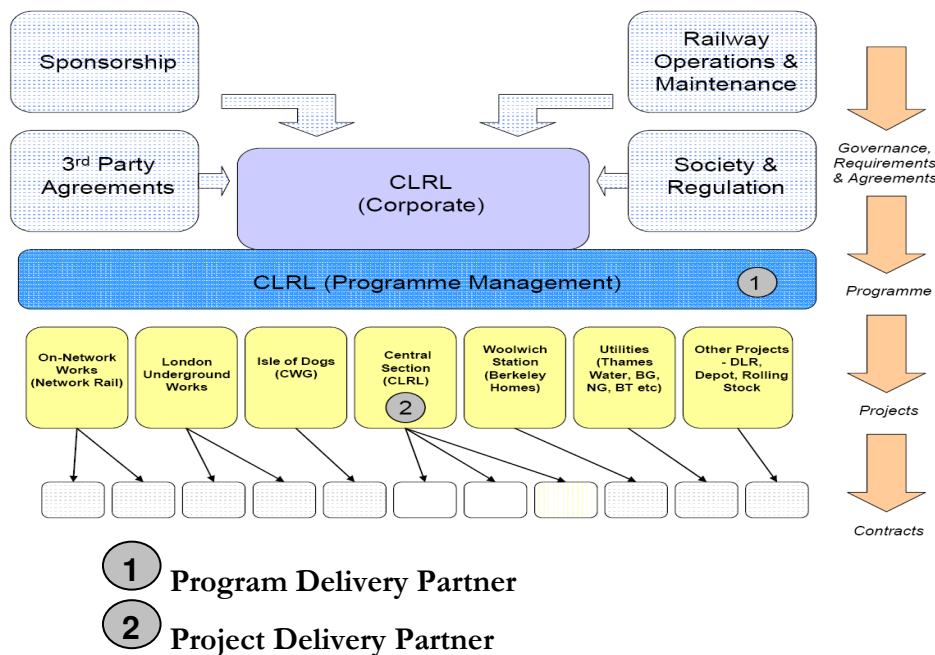 Sponsorship
Railway
Operations &
Maintenance
3rd Party
Agreements
CLRL
(Corporate)
Society &
Regulation
Governance,
Requirements
& Agreements
CLRL (Programme Management)
1
Programme
On-Network
Works
(Network Rail)
London
Underground
Works
Isle of Dogs
(CWG)
Central
Section
(CLRL)
2
Woolwich
Station
(Berkeley
Homes)
Utilities
(Thames
Water, BG,
NG, BT etc)
Other Projects
- DLR,
Depot, Rolling
Stock
Projects
Contracts
1 Program Delivery Partner
2 Project Delivery Partner